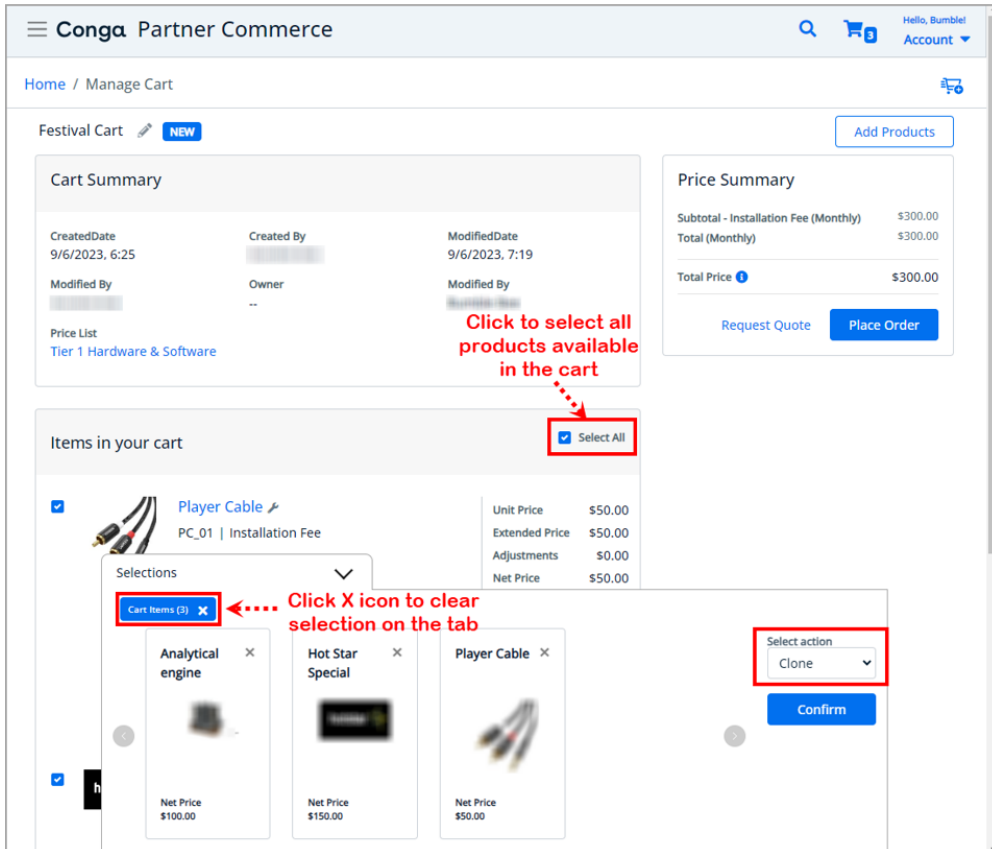 Conga Partner Commerce
3
Hello, Bumble!
Account
Home / Manage Cart
Festival Cart NEW
Add Products
Cart Summary
CreatedDate Created By ModifiedDate
9/6/2023, 6:25 9/6/2023, 7:19
Modified By Owner Modified By
--
Price List
Tier 1 Hardware & Software
Price Summary
Subtotal - Installation Fee (Monthly) $300.00
Total (Monthly) $300.00
Total Price $300.00
Request Quote Place Order
Click to select all
products available
in the cart
Items in your cart
Select All
Player Cable
PC_01 | Installation Fee
Unit Price $50.00
Extended Price $50.00
Adjustments $0.00
Net Price $50.00
Selections
Cart Items (3) X
Click X icon to clear
selection on the tab
Analytical
engine
Net Price
$100.00
Hot Star
Special
Net Price
$150.00
Player Cable
Net Price
$50.00
Select action
Clone
Confirm
h